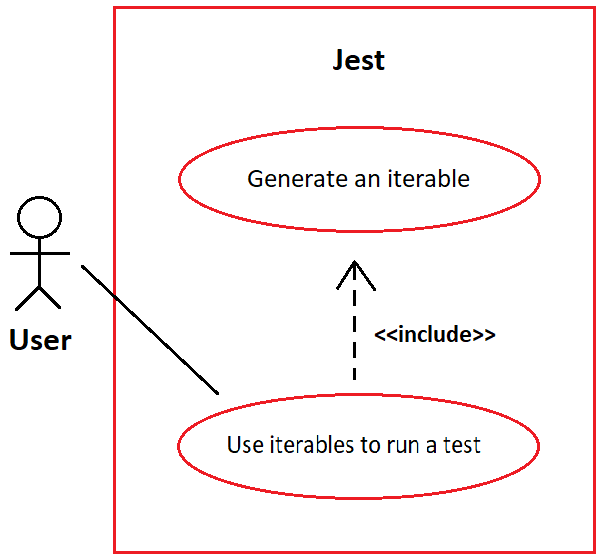 Jest
Generate an iterable
User
<<include>>
Use iterables to run a test